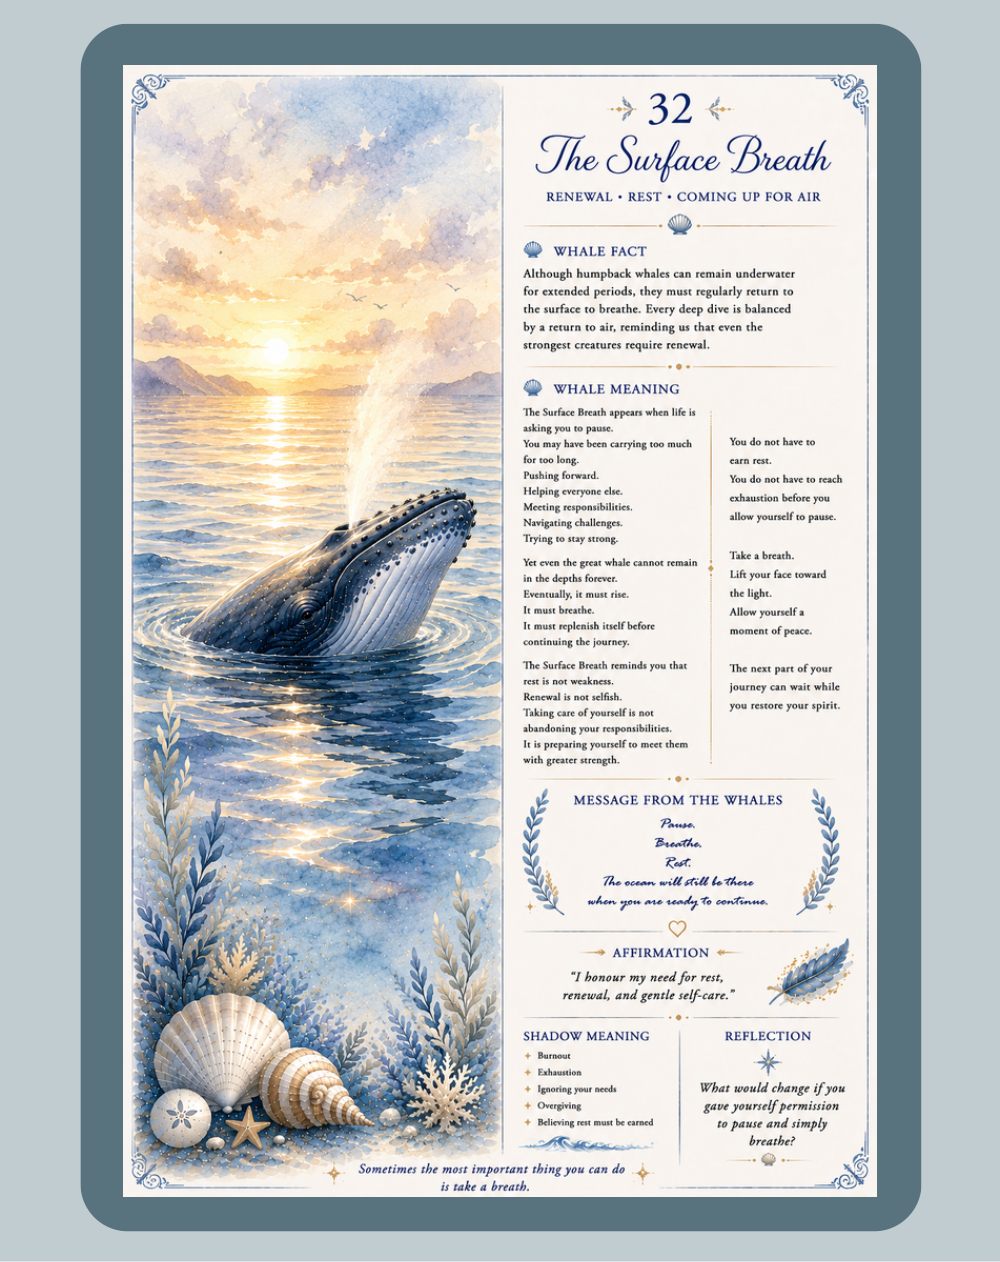 32
The Surface Breath
RENEWAL • REST • COMING UP FOR AIR
WHALE FACT
Although humpback whales can remain underwater
for extended periods, they must regularly return to
the surface to breathe. Every deep dive is balanced
by a return to air, reminding us that even the
strongest creatures require renewal.
WHALE MEANING
The Surface Breath appears when life is
asking you to pause.
You may have been carrying too much
for too long.
Pushing forward.
Helping everyone else.
Meeting responsibilities.
Navigating challenges.
Trying to stay strong.
Yet even the great whale cannot remain
in the depths forever.
Eventually, it must rise.
It must breathe.
It must replenish itself before
continuing the journey.
The Surface Breath reminds you that
rest is not weakness.
Renewal is not selfish.
Taking care of yourself is not
abandoning your responsibilities.
It is preparing yourself to meet them
with greater strength.
You do not have to
earn rest.
You do not have to reach
exhaustion before you
allow yourself to pause.
Take a breath.
Lift your face toward
the light.
Allow yourself a
moment of peace.
The next part of your
journey can wait while
you restore your spirit.
MESSAGE FROM THE WHALES
Pause.
Breathe.
Rest.
The ocean will still be there
when you are ready to continue.
AFFIRMATION
"I honour my need for rest,
renewal, and gentle self-care."
SHADOW MEANING
Burnout
Exhaustion
Ignoring your needs
Overgiving
Believing rest must be earned
REFLECTION
What would change if you
gave yourself permission
to pause and simply
breathe?
Sometimes the most important thing you can do
is take a breath.